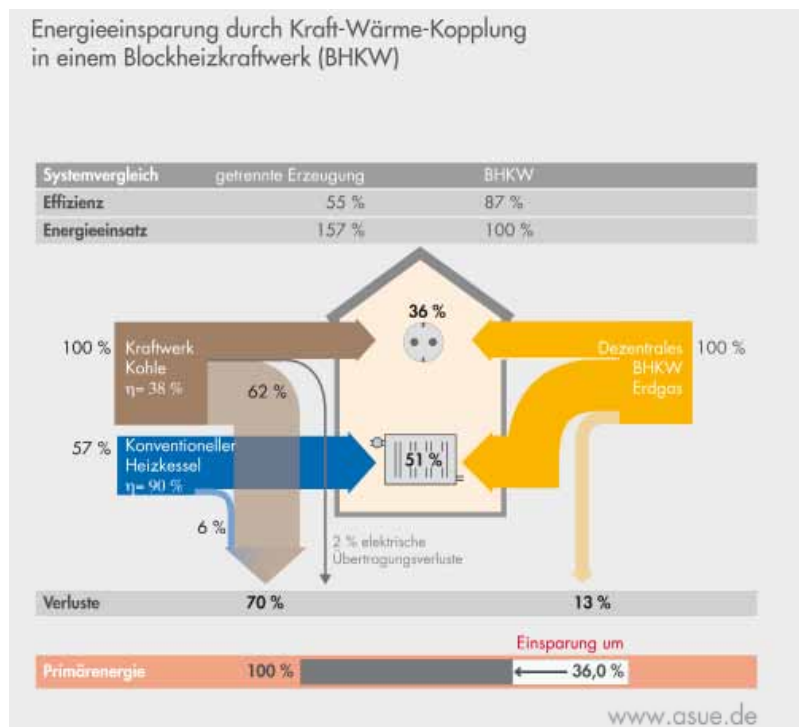 Energieeinsparung durch Kraft-Wärme-Kopplung
in einem Blockheizkraftwerk (BHKW)
Systemvergleich getrennte Erzeugung BHKW
Effizienz 55 % 87 %
Energieeinsatz 157 % 100 %
36 %
100 % Kraftwerk
Kohle
η= 38 %
62 %
Dezentrales 100 %
BHKW
Erdgas
57 % Konventioneller
Heizkessel
η= 90 %
51 %
6 %
2 % elektrische
Übertragungsverluste
Verluste 70 % 13 %
Einsparung um
Primärenergie 100 % 36,0 %
www.asue.de